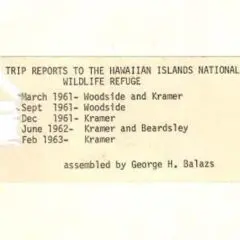 TRIP REPORTS TO THE HAWAIIAN ISLANDS NATIONAL
WILDLIFE REFUGE
March 1961- Woodside and Kramer
Sept 1961- Woodside
Dec 1961- Kramer
June 1962- Kramer and Beardsley
Feb 1963- Kramer
assembled by George H. Balazs